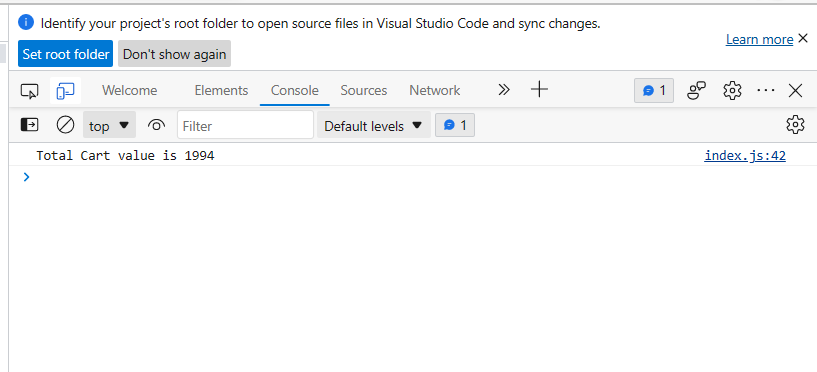 Identify your project's root folder to open source files in Visual Studio Code and sync changes.
Learn more
Set root folder Don't show again
Welcome Elements Console Sources Network 1
top Filter Default levels 1
Total Cart value is 1994 index.js:42